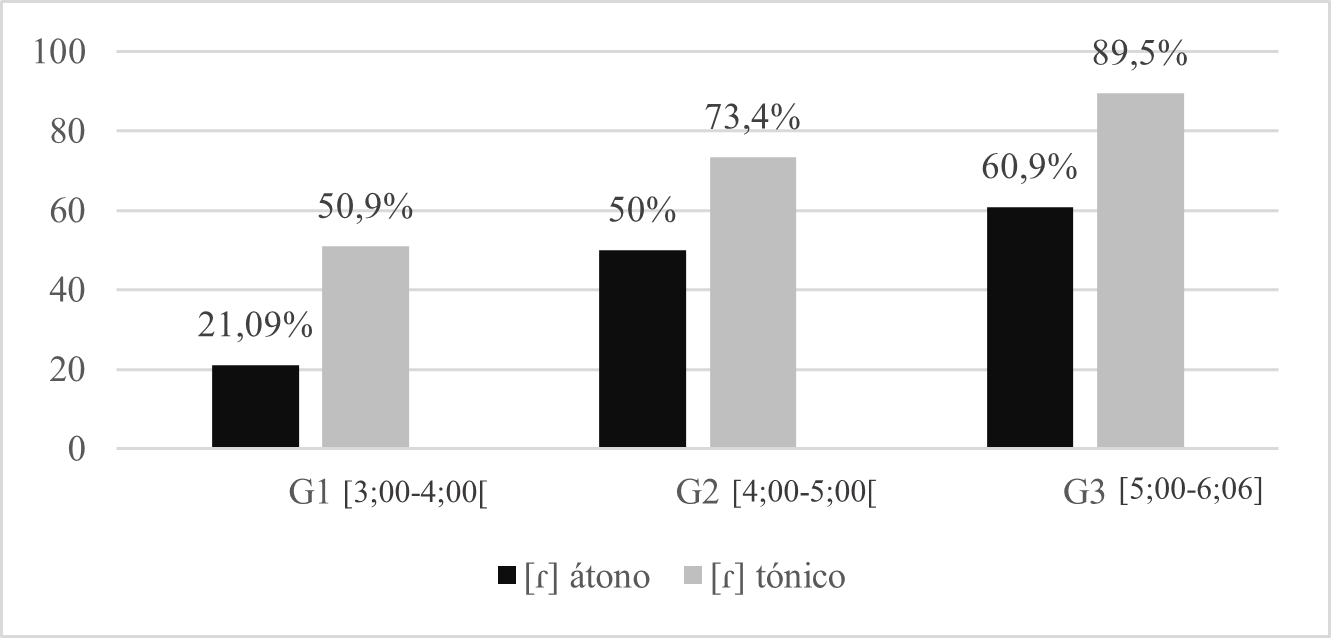 100
89,5%
80
73,4%
60,9%
60
50,9%
50%
40
21,09%
20
0
G1 [3;00-4;00[
G2 [4;00-5;00[
G3 [5;00-6;06]
[ɾ] átono
[ɾ] tónico